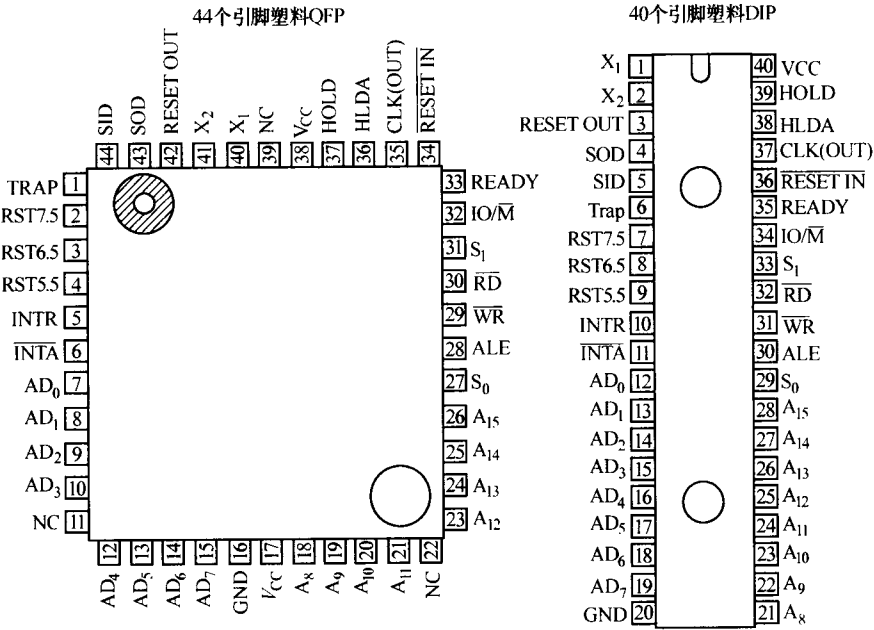 44个引脚塑料QFP
SID
SOD
RESET OUT
X2
X1
NC
VCC
HOLD
HLDA
CLK(OUT)
R̅E̅S̅E̅T̅ I̅N̅
44 43 42 41 40 39 38 37 36 35 34
TRAP 1
RST7.5 2
RST6.5 3
RST5.5 4
INTR 5
I̅N̅T̅A̅ 6
AD0 7
AD1 8
AD2 9
AD3 10
NC 11
33 READY
32 IO/M̅
31 S1
30 R̅D̅
29 W̅R̅
28 ALE
27 S0
26 A15
25 A14
24 A13
23 A12
12 13 14 15 16 17 18 19 20 21 22
AD4
AD5
AD6
AD7
GND
VCC
A8
A9
A10
A11
NC
40个引脚塑料DIP
X1 1
X2 2
RESET OUT 3
SOD 4
SID 5
Trap 6
RST7.5 7
RST6.5 8
RST5.5 9
INTR 10
I̅N̅T̅A̅ 11
AD0 12
AD1 13
AD2 14
AD3 15
AD4 16
AD5 17
AD6 18
AD7 19
GND 20
40 VCC
39 HOLD
38 HLDA
37 CLK(OUT)
36 R̅E̅S̅E̅T̅ I̅N̅
35 READY
34 IO/M̅
33 S1
32 R̅D̅
31 W̅R̅
30 ALE
29 S0
28 A15
27 A14
26 A13
25 A12
24 A11
23 A10
22 A9
21 A8